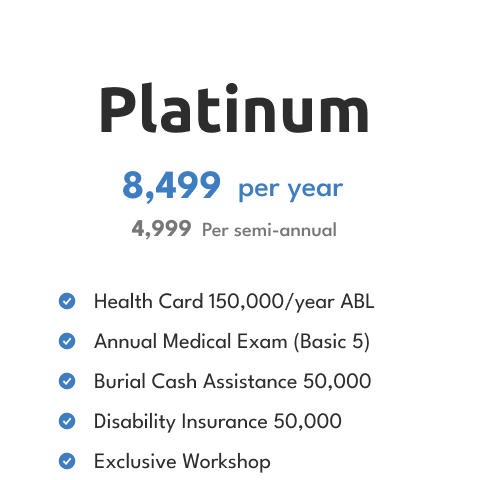 Platinum
8,499 per year
4,999 Per semi-annual
Health Card 150,000/year ABL
Annual Medical Exam (Basic 5)
Burial Cash Assistance 50,000
Disability Insurance 50,000
Exclusive Workshop